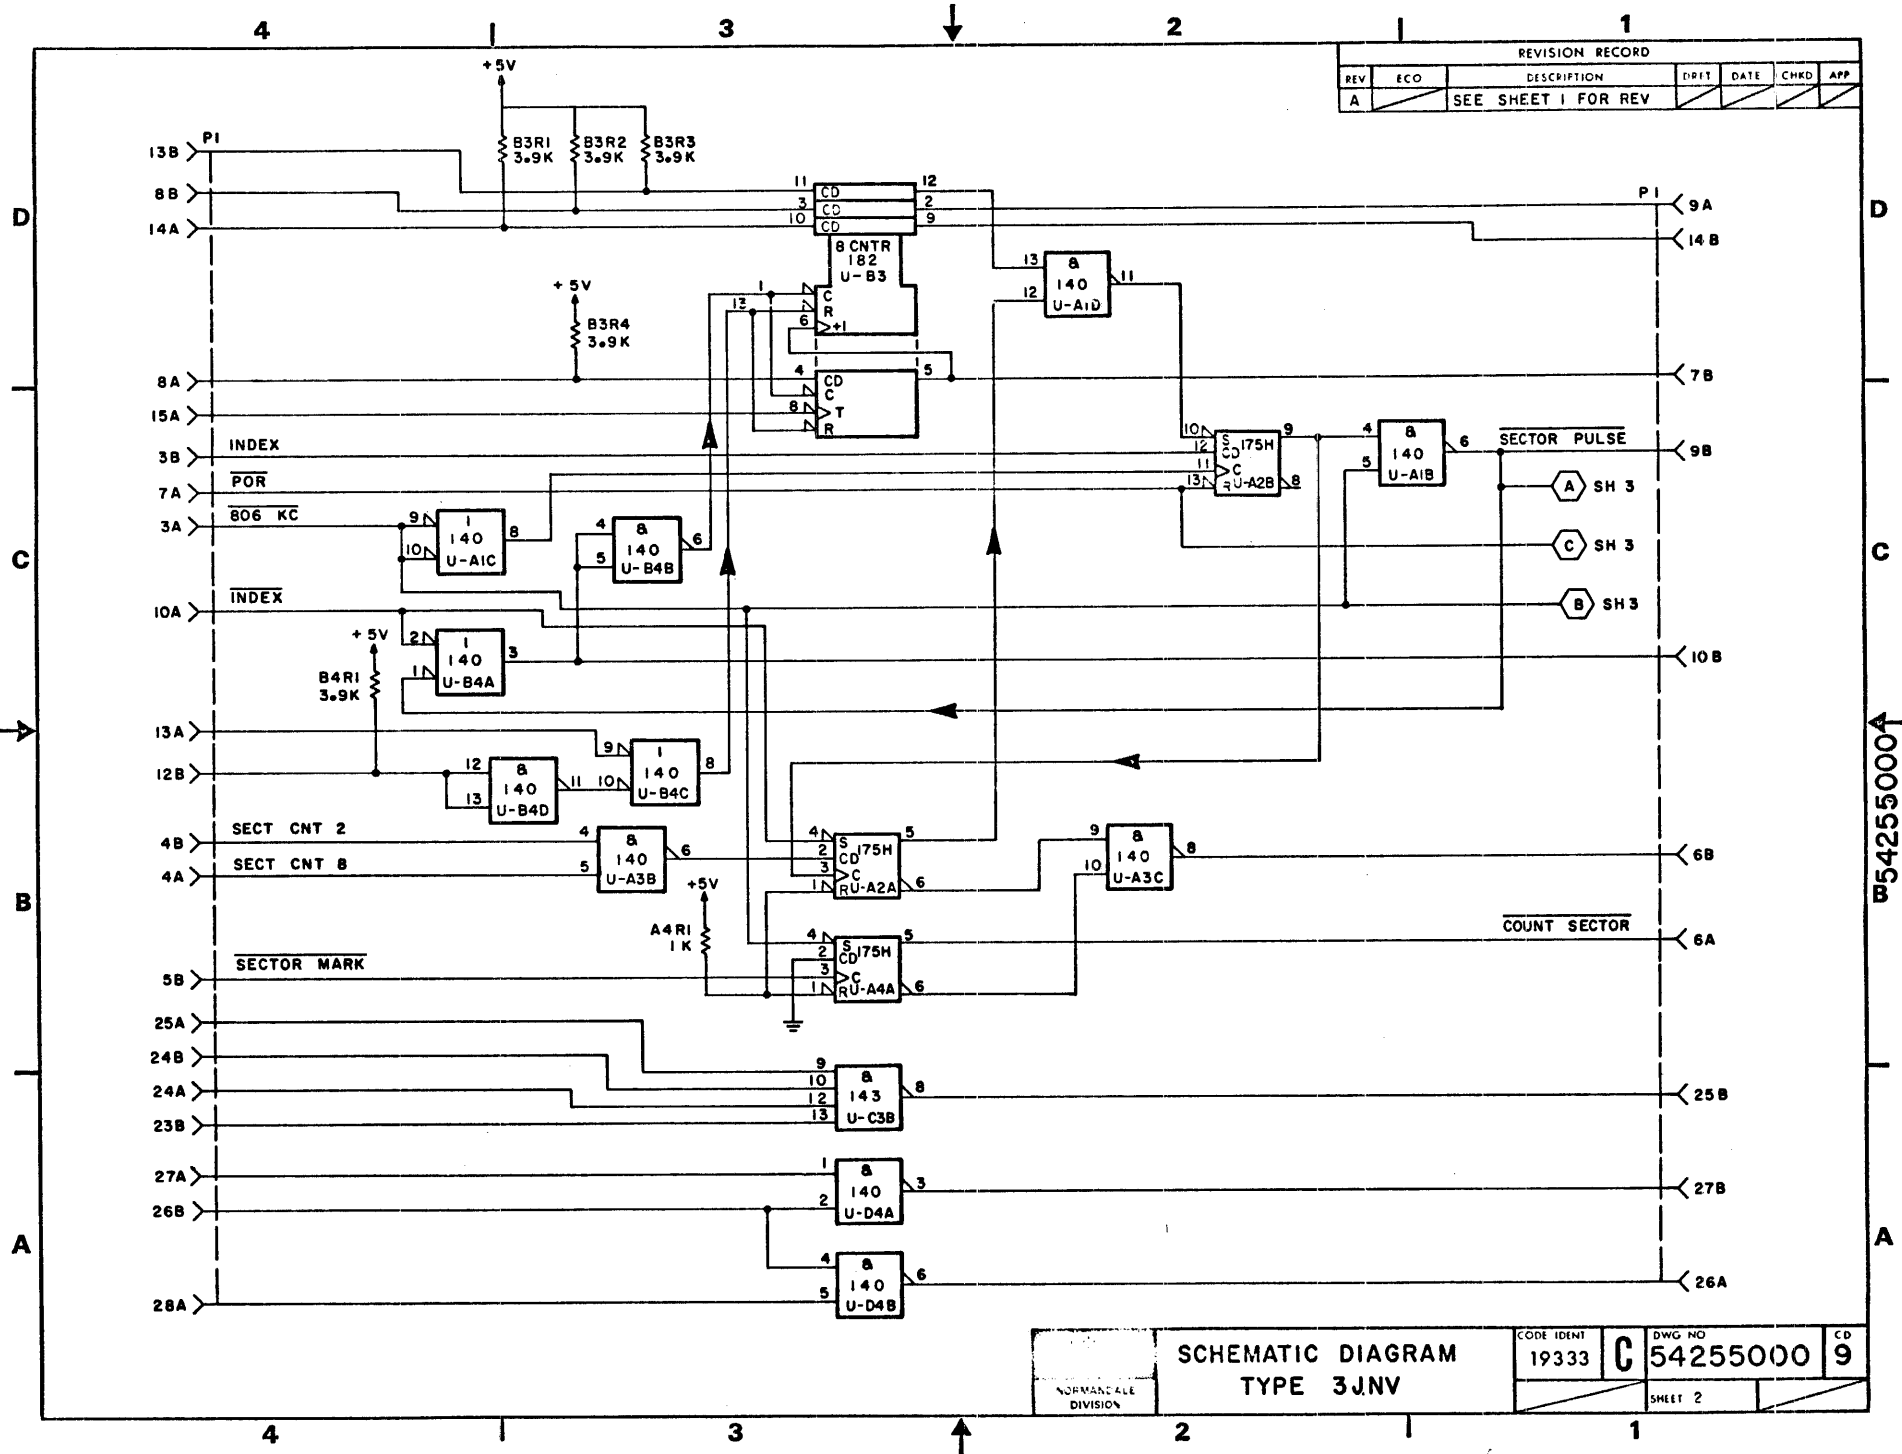 4 3 2 1
REVISION RECORD
REV ECO DESCRIPTION DRFT DATE CHKD APP
A SEE SHEET 1 FOR REV
+5V
P1
13B
B3R1 3.9K
B3R2 3.9K
B3R3 3.9K
8B
11 CD 12
3 CD 2
10 CD 9
P1
9A
D
D
14A
14B
8 CNTR
182
U-B3
13
&
140
U-A1D
11
12
+5V
B3R4
3.9K
1 C
13 R
6 +1
8A
4 CD 5
C
8 T
R
7B
15A
3B
INDEX
7A
POR
10 S 175H 9
12 CD
11 C
13 R U-A2B 8
4
&
140
U-A1B
6
5
SECTOR PULSE
9B
A SH 3
3A
806 KC
9
1
140
U-A1C
8
10
4
&
140
U-B4B
6
5
C SH 3
C
C
10A
INDEX
B SH 3
+5V
B4R1
3.9K
2
1
140
U-B4A
3
1
10B
13A
12B
12
&
140
U-B4D
11
13
9
1
140
U-B4C
8
10
54255000
4B
SECT CNT 2
4A
SECT CNT 8
4
&
140
U-A3B
6
5
4 S 175H 5
2 CD
3 C
1 R U-A2A 6
9
&
140
U-A3C
8
10
6B
B
B
+5V
A4R1
1K
5B
SECTOR MARK
4 S 175H 5
2 CD
3 C
1 R U-A4A 6
COUNT SECTOR
6A
25A
24B
24A
23B
9
10
12
13
&
143
U-C3B
8
25B
27A
26B
1
&
140
U-D4A
3
2
27B
A
A
28A
4
&
140
U-D4B
6
5
26A
NORMANDALE
DIVISION
SCHEMATIC DIAGRAM
TYPE 3JNV
CODE IDENT
19333
C
DWG NO
54255000
CD
9
SHEET 2
4 3 2 1